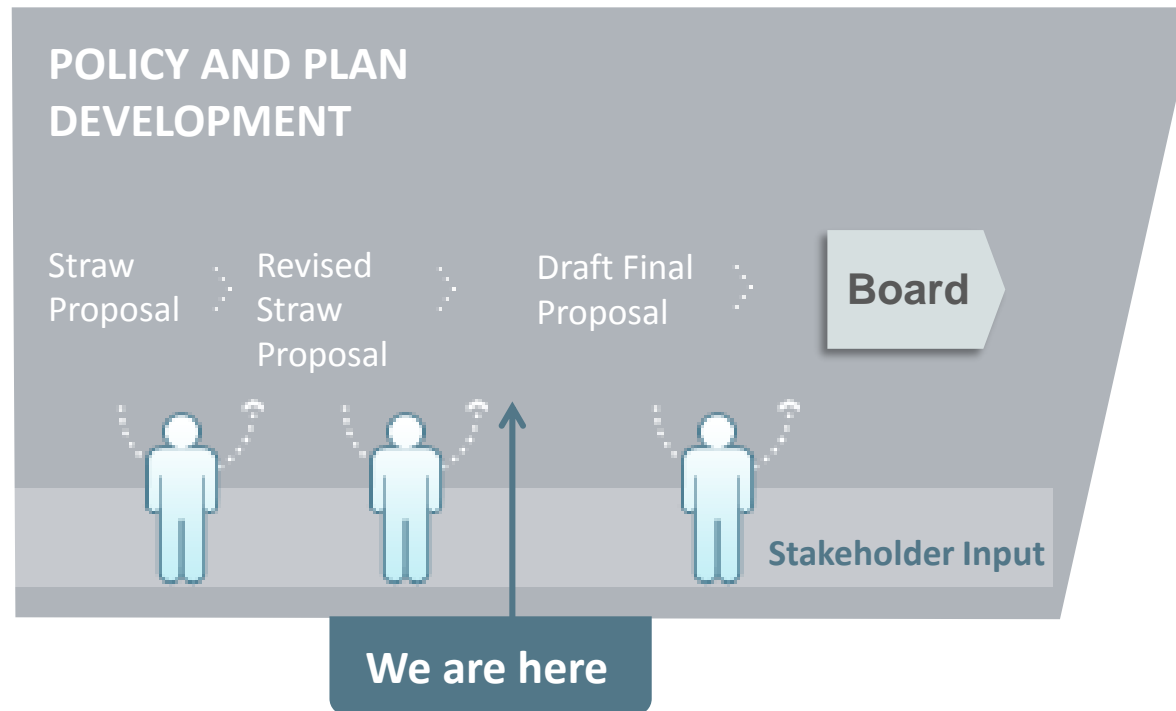 POLICY AND PLAN
DEVELOPMENT
Straw
Proposal
Revised
Straw
Proposal
Draft Final
Proposal
Board
Stakeholder Input
We are here